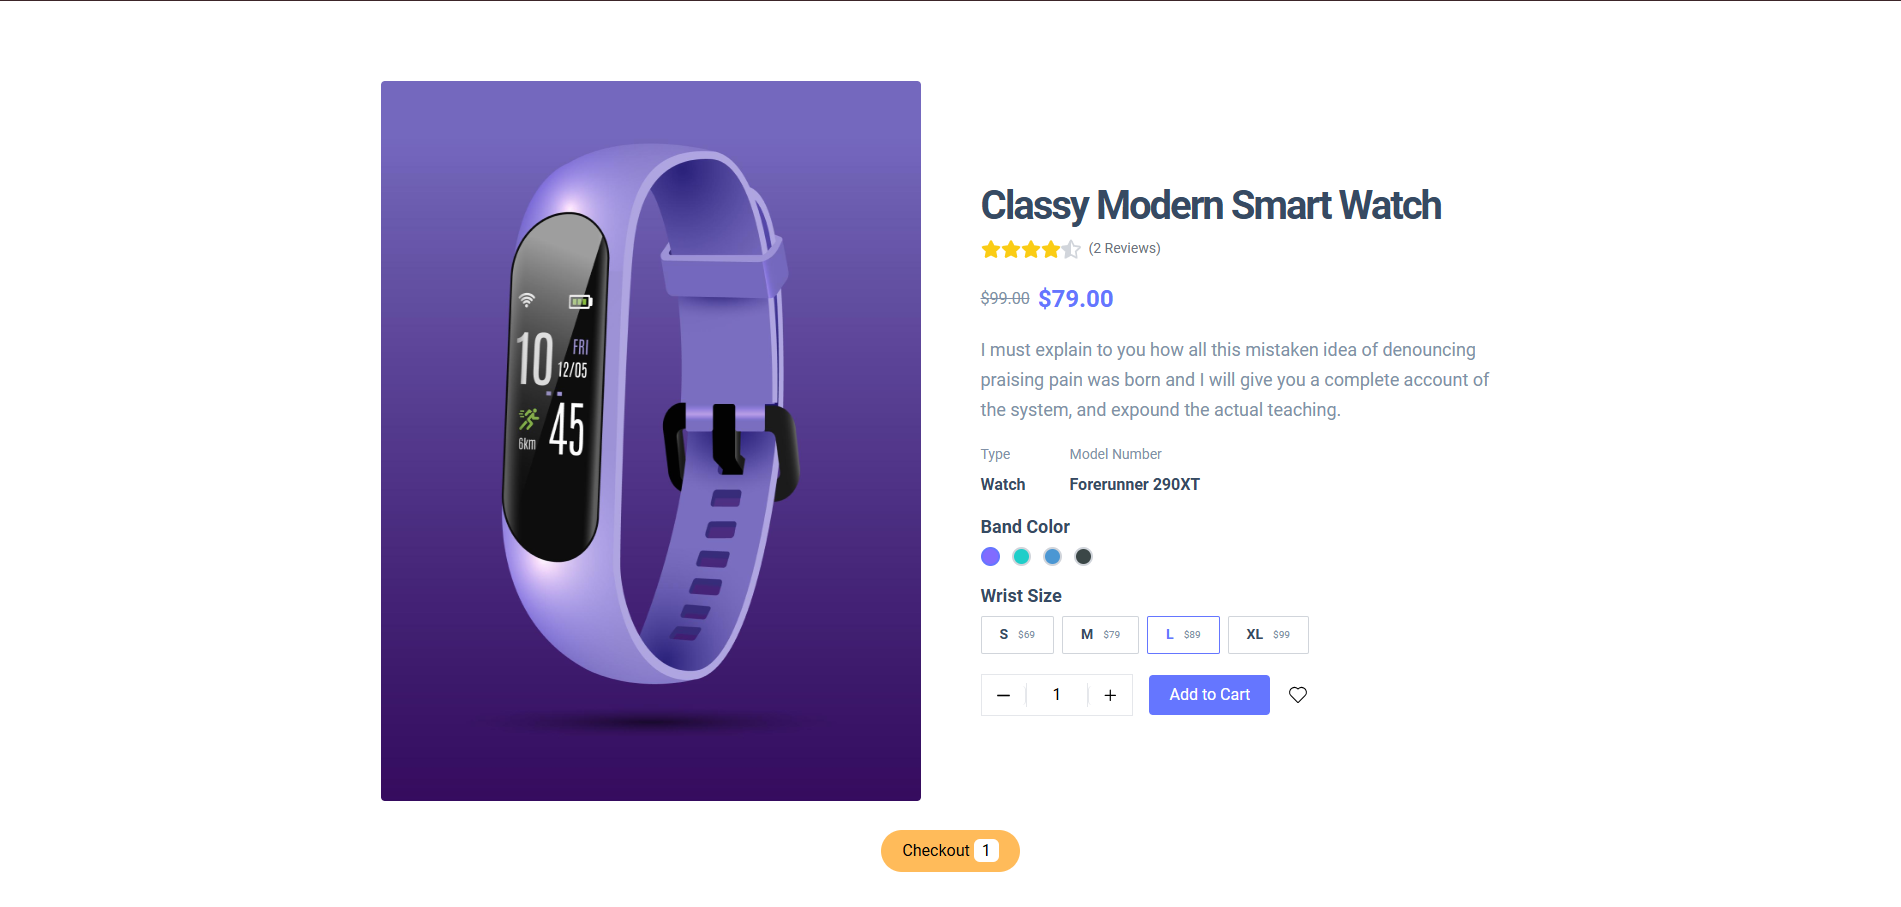 10
FRI
12/05
6km
45
Classy Modern Smart Watch
(2 Reviews)
$99.00 $79.00
I must explain to you how all this mistaken idea of denouncing
praising pain was born and I will give you a complete account of
the system, and expound the actual teaching.
Type Model Number
Watch Forerunner 290XT
Band Color
Wrist Size
S $69 M $79 L $89 XL $99
− 1 + Add to Cart
Checkout 1